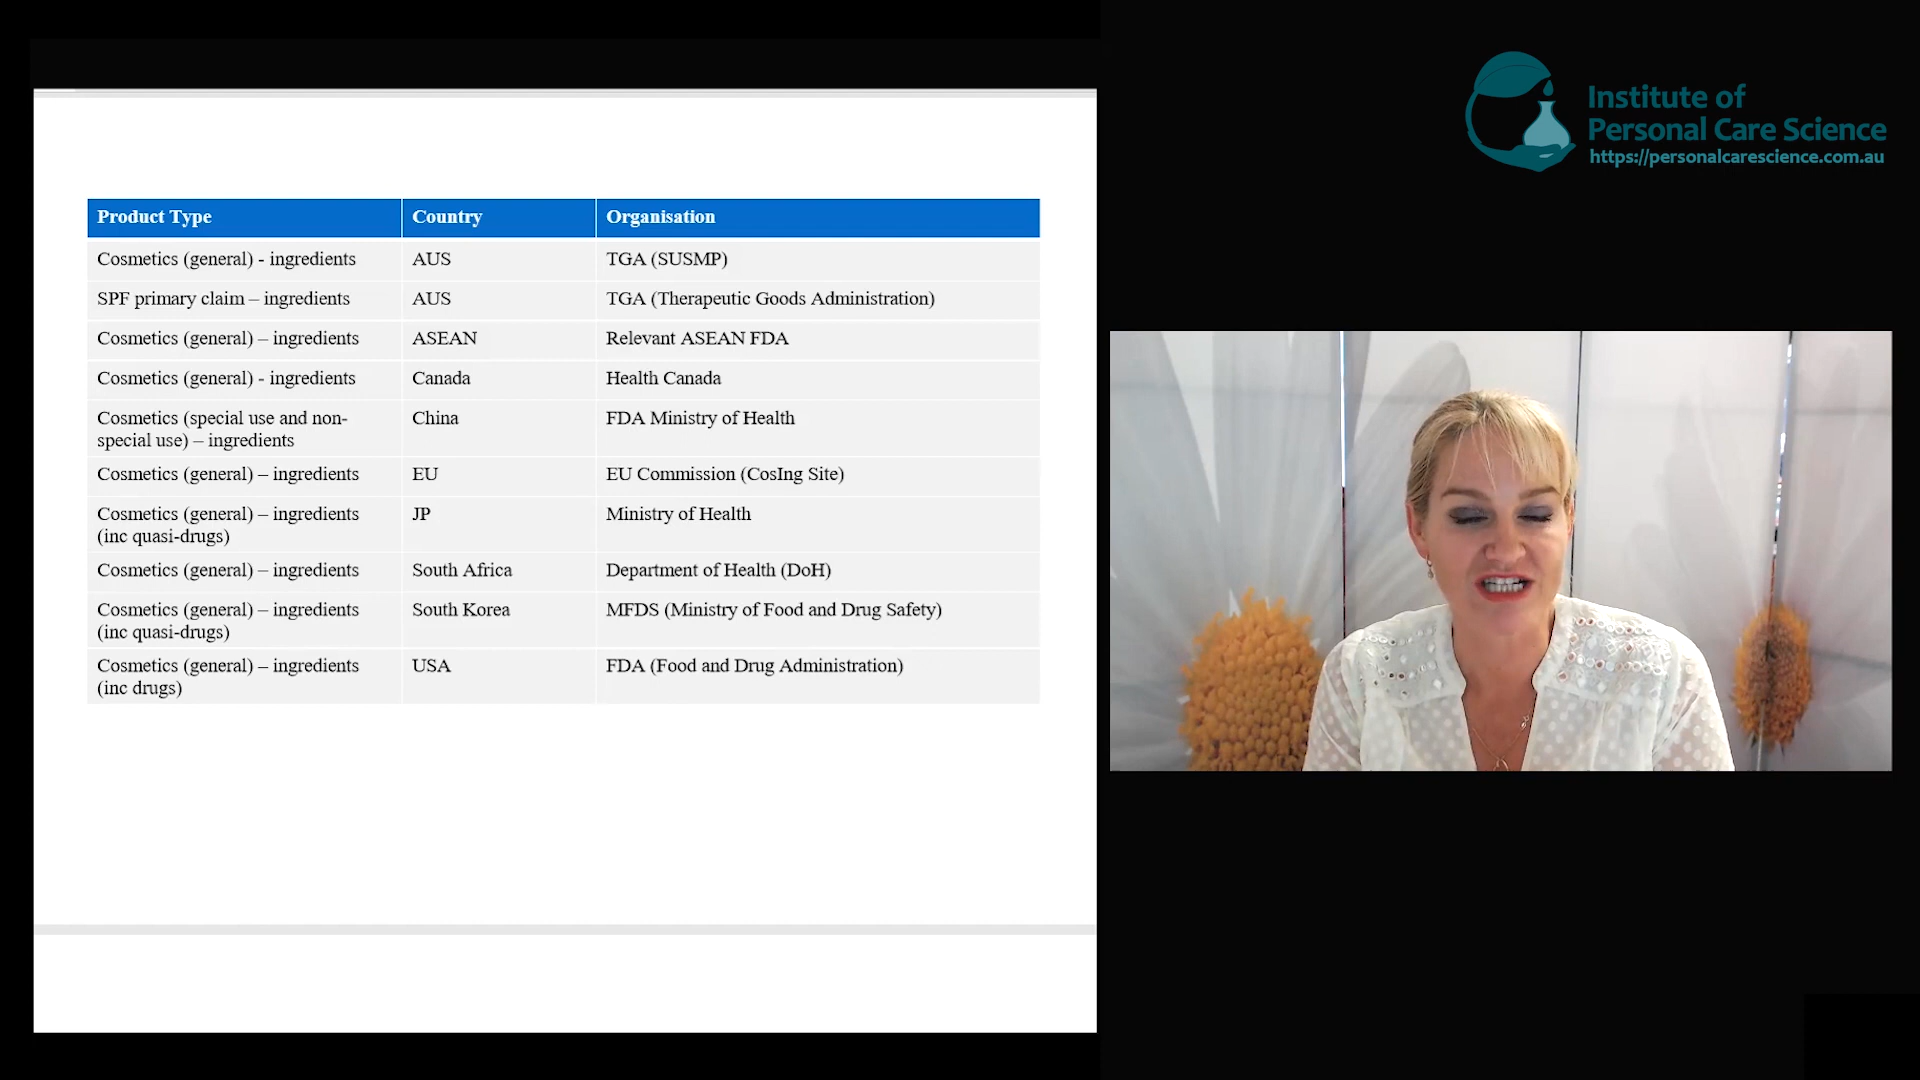 Institute of
Personal Care Science
https://personalcarescience.com.au
Product Type Country Organisation
Cosmetics (general) - ingredients AUS TGA (SUSMP)
SPF primary claim – ingredients AUS TGA (Therapeutic Goods Administration)
Cosmetics (general) – ingredients ASEAN Relevant ASEAN FDA
Cosmetics (general) - ingredients Canada Health Canada
Cosmetics (special use and non- China FDA Ministry of Health
special use) – ingredients
Cosmetics (general) – ingredients EU EU Commission (CosIng Site)
Cosmetics (general) – ingredients JP Ministry of Health
(inc quasi-drugs)
Cosmetics (general) – ingredients South Africa Department of Health (DoH)
Cosmetics (general) – ingredients South Korea MFDS (Ministry of Food and Drug Safety)
(inc quasi-drugs)
Cosmetics (general) – ingredients USA FDA (Food and Drug Administration)
(inc drugs)